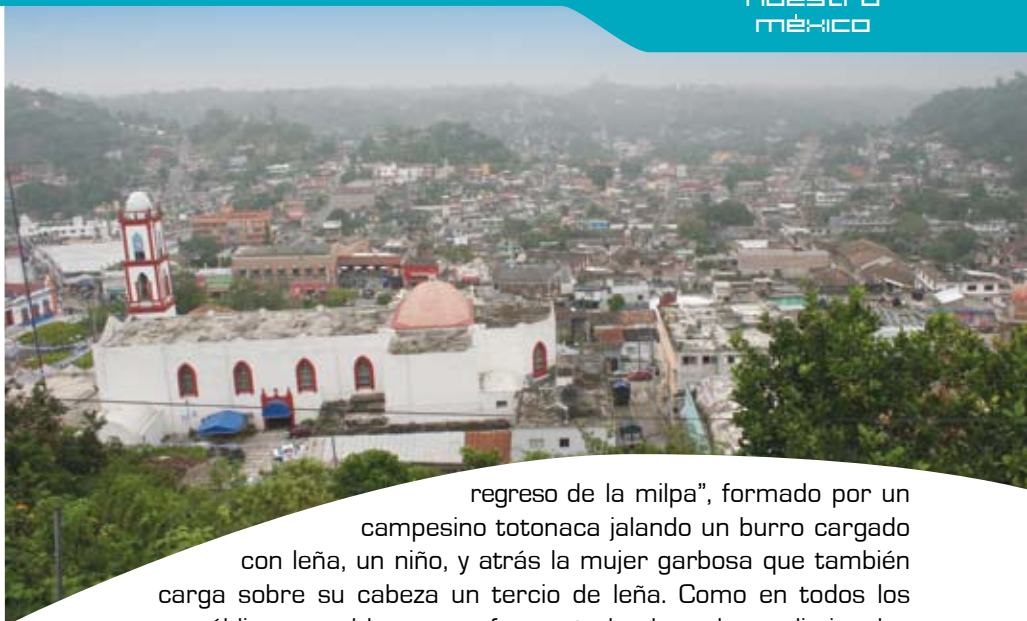 nuestro
méxico
regreso de la milpa”, formado por un
campesino totonaca jalando un burro cargado
con leña, un niño, y atrás la mujer garbosa que también
carga sobre su cabeza un tercio de leña. Como en todos los